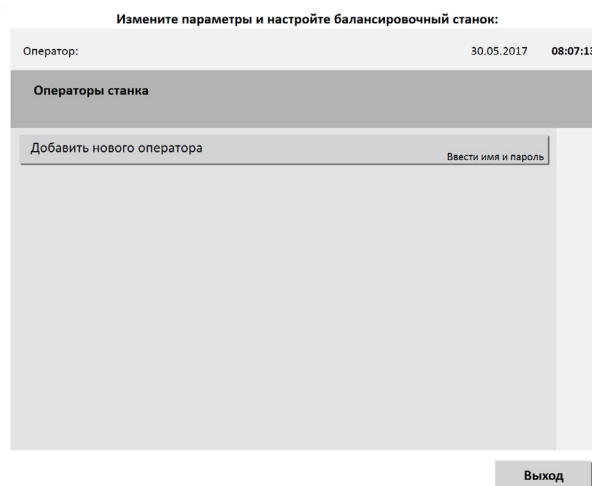 Измените параметры и настройте балансировочный станок:
Оператор: 30.05.2017 08:07:13
Операторы станка
Добавить нового оператора
Ввести имя и пароль
Выход